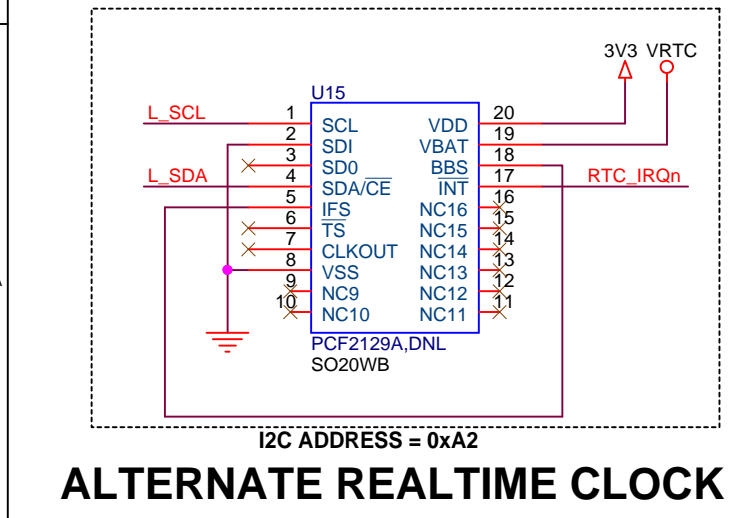 3V3 VRTC
U15
L_SCL 1 SCL VDD 20
2 SDI VBAT 19
3 SD0 BBS 18
L_SDA 4 SDA/CE INT 17 RTC_IRQn
5 IFS NC16 16
6 TS NC15 15
7 CLKOUT NC14 14
8 VSS NC13 13
9 NC9 NC12 12
10 NC10 NC11 11
PCF2129A,DNL
SO20WB
I2C ADDRESS = 0xA2
ALTERNATE REALTIME CLOCK